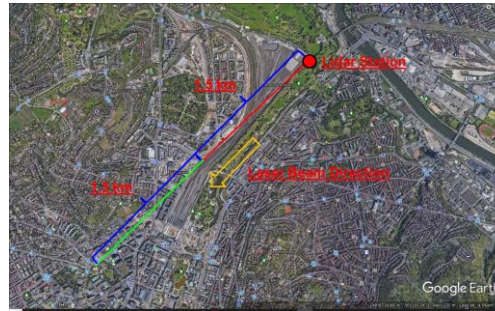 Lidar Station
1.5 km
Laser Beam Direction
1.5 km
Google Earth